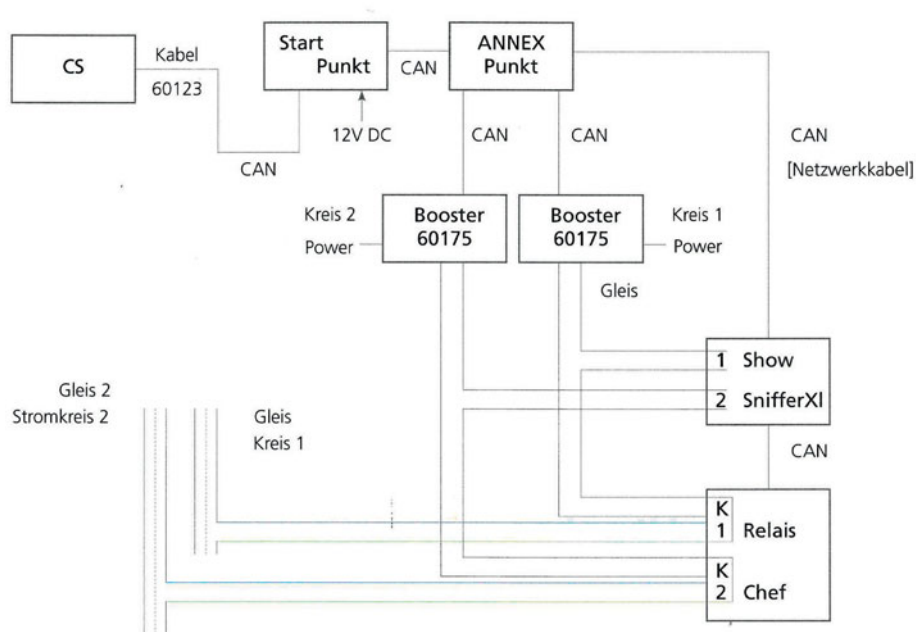 CS
Kabel
60123
CAN
Start
Punkt
12V DC
CAN
ANNEX
Punkt
CAN
CAN
CAN
[Netzwerkkabel]
Kreis 2
Power
Booster
60175
Booster
60175
Kreis 1
Power
Gleis
1 Show
2 SnifferXl
CAN
Gleis 2
Stromkreis 2
Gleis
Kreis 1
K
1 Relais
K
2 Chef